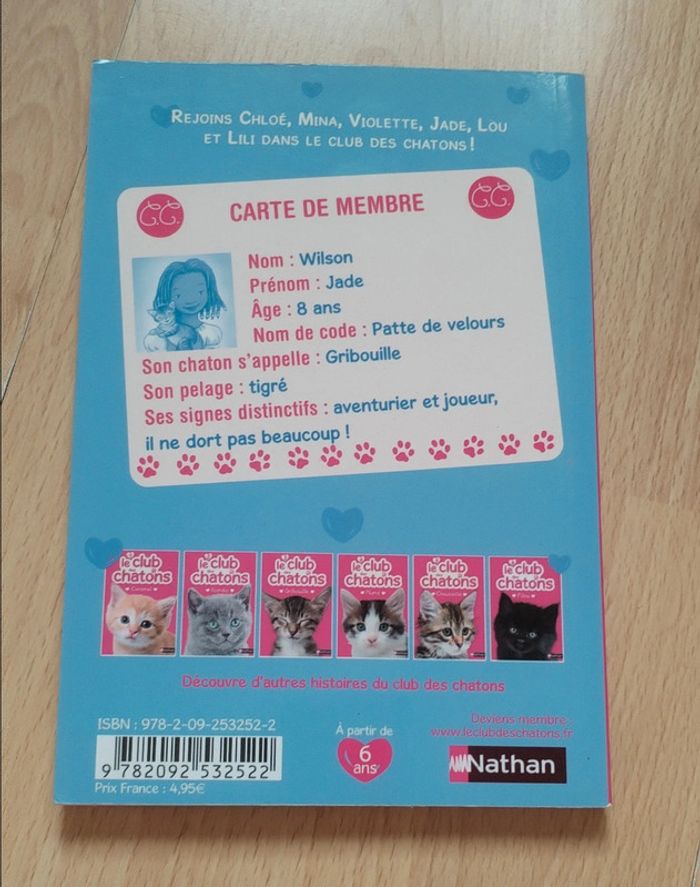 REJOINS CHLOÉ, MINA, VIOLETTE, JADE, LOU
ET LILI DANS LE CLUB DES CHATONS !
C.C.
CARTE DE MEMBRE
C.C.
Nom : Wilson
Prénom : Jade
Âge : 8 ans
Nom de code : Patte de velours
Son chaton s'appelle : Gribouille
Son pelage : tigré
Ses signes distinctifs : aventurier et joueur,
il ne dort pas beaucoup !
le club des chatons
Caramel
le club des chatons
le club des chatons
Gribouille
le club des chatons
le club des chatons
Chaussette
le club des chatons
Découvre d'autres histoires du club des chatons
ISBN : 978-2-09-253252-2
9 782092 532522
Prix France : 4,95€
À partir de
6
ans
Deviens membre :
www.leclubdeschatons.fr
Nathan